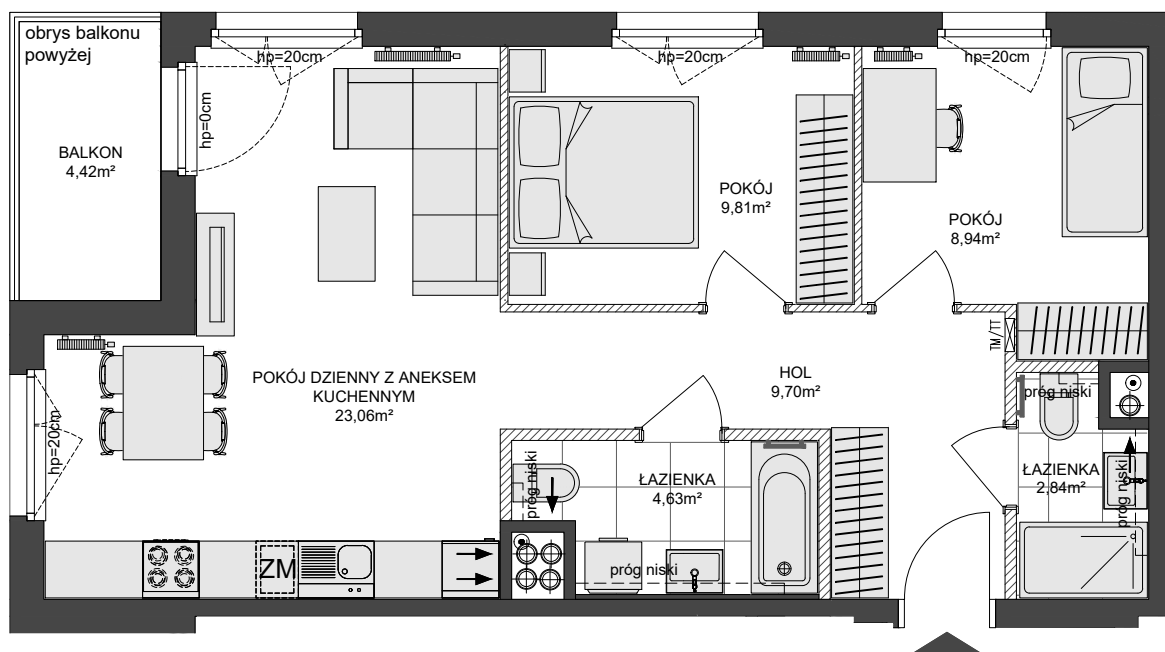 obrys balkonu
powyżej
hp=20cm
hp=20cm
hp=20cm
hp=0cm
BALKON
4,42m²
POKÓJ
9,81m²
POKÓJ
8,94m²
TM/TT
POKÓJ DZIENNY Z ANEKSEM
KUCHENNYM
23,06m²
HOL
9,70m²
próg niski
hp=20cm
ŁAZIENKA
4,63m²
próg niski
ŁAZIENKA
2,84m²
próg niski
ZM
próg niski